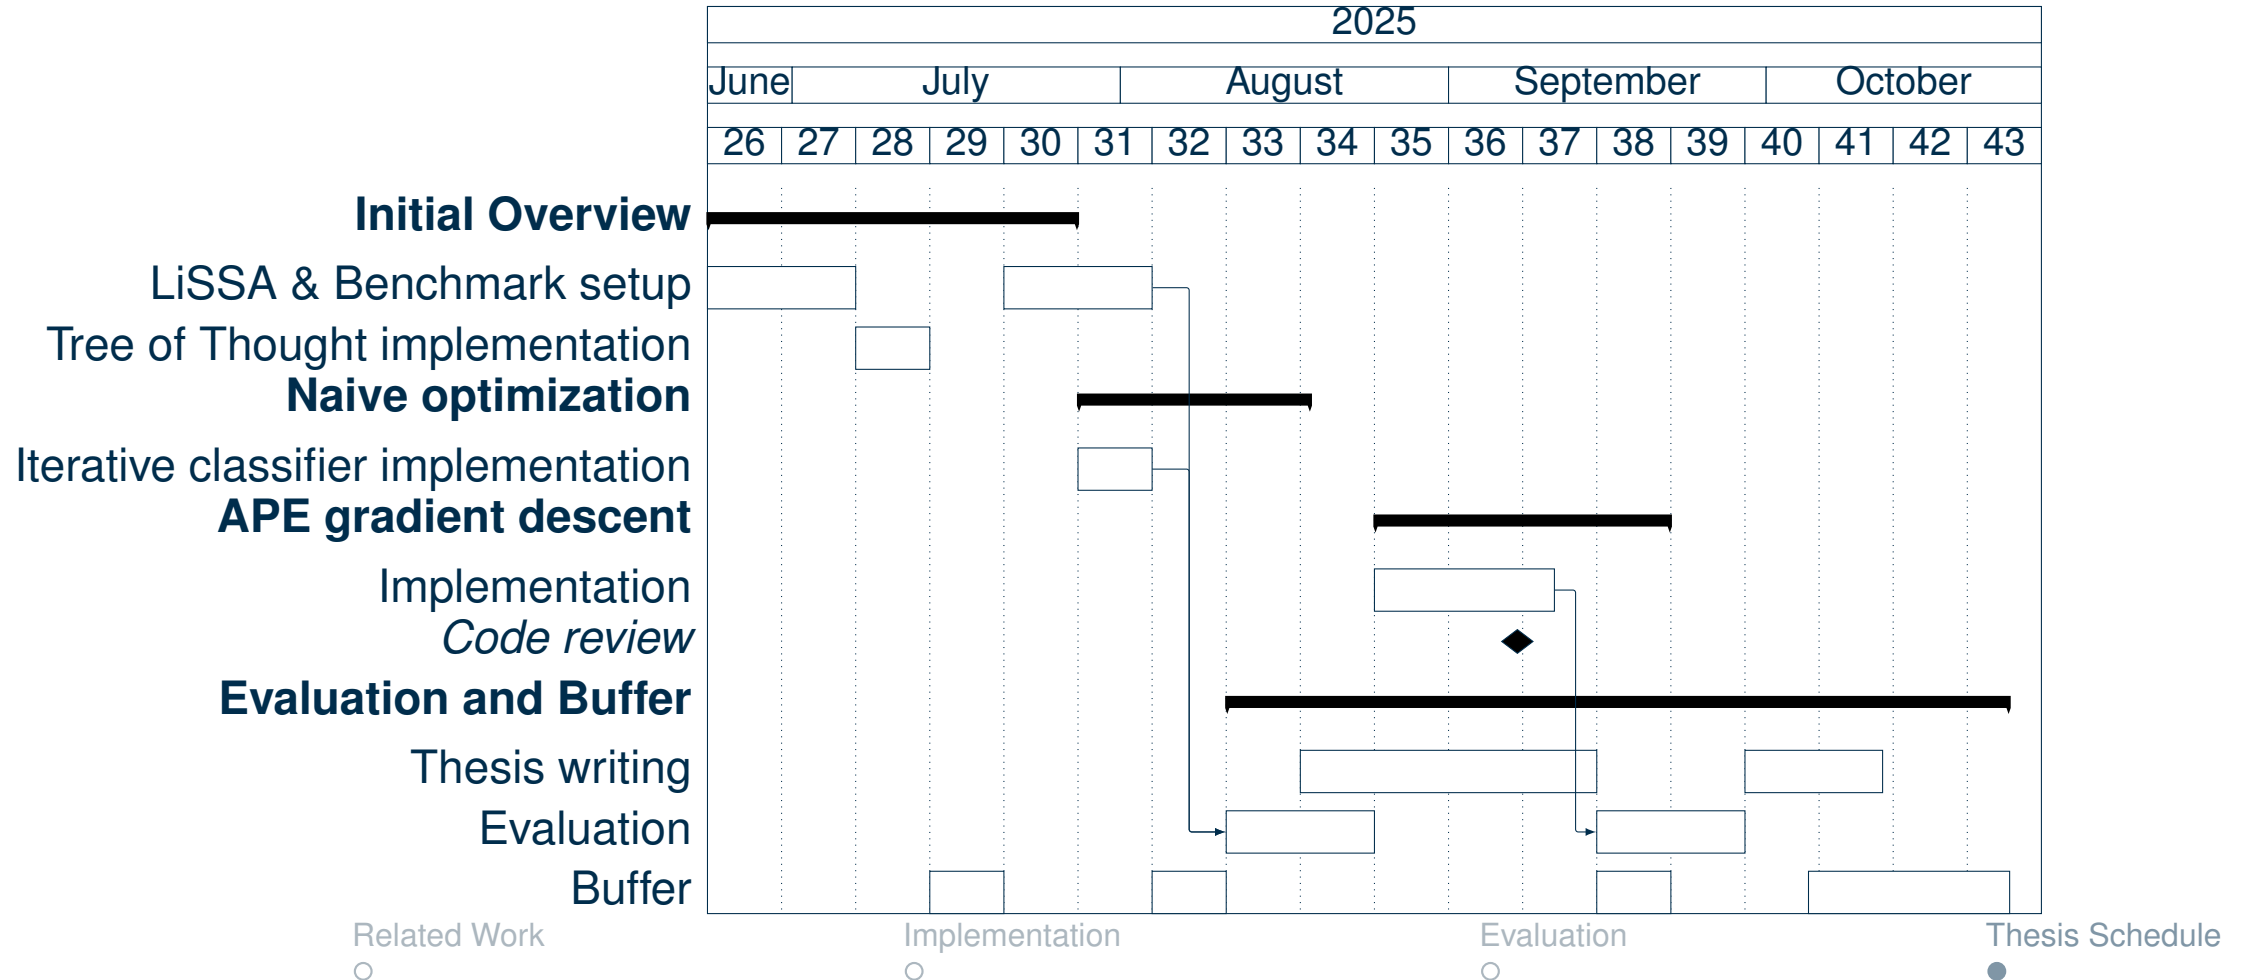 2025
June July August September October
26 27 28 29 30 31 32 33 34 35 36 37 38 39 40 41 42 43
Initial Overview
LiSSA & Benchmark setup
Tree of Thought implementation
Naive optimization
Iterative classifier implementation
APE gradient descent
Implementation
Code review
Evaluation and Buffer
Thesis writing
Evaluation
Buffer
Related Work Implementation Evaluation Thesis Schedule